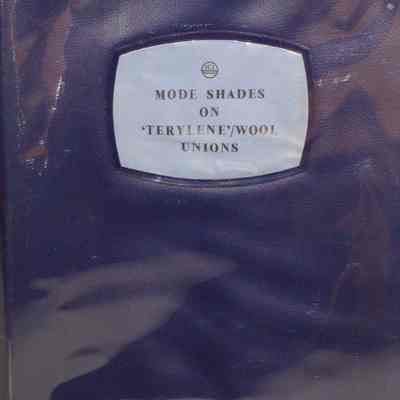 MODE SHADES
ON
'TERYLENE'/WOOL
UNIONS